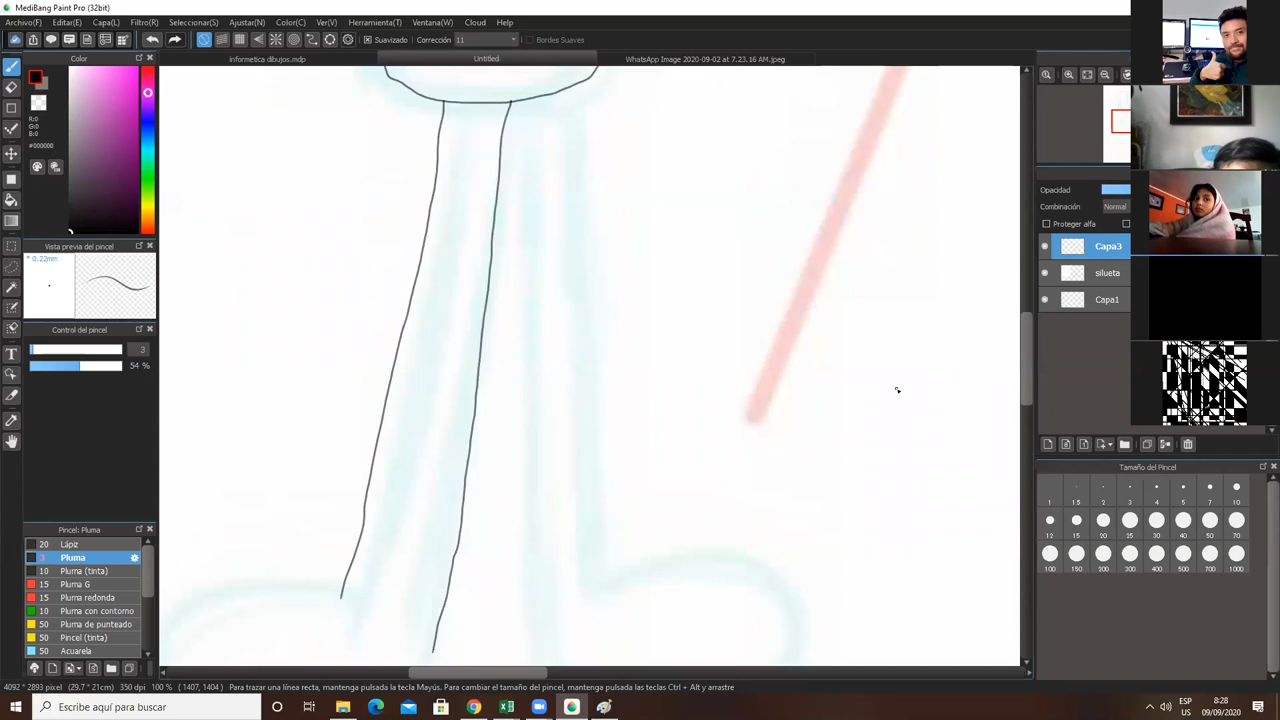 MediBang Paint Pro (32bit)
Archivo(F) Editar(E) Capa(L) Filtro(R) Seleccionar(S) Ajustar(N) Color(C) Ver(V) Herramienta(T) Ventana(W) Cloud Help
Suavizado Corrección 11 Bordes Suaves
Color informetica dibujos.mdp Untitled WhatsApp Image 2020-09-02 at 7.23.16 AM.jpeg
R:0
G:0
B:0
#000000
Opacidad
Combinación Normal
Proteger alfa
Capa3
silueta
Capa1
Vista previa del pincel
* 0.22mm
Control del pincel
3
54 %
Tamaño del Pincel
1 1.5 2 3 4 5 7 10
12 15 20 25 30 40 50 70
100 150 200 300 400 500 700 1000
Pincel: Pluma
20 Lápiz
3 Pluma
10 Pluma (tinta)
15 Pluma G
15 Pluma redonda
10 Pluma con contorno
50 Pluma de punteado
50 Pincel (tinta)
50 Acuarela
4092 * 2893 pixel (29.7 * 21cm) 350 dpi 100 % ( 1407, 1404 ) Para trazar una línea recta, mantenga pulsada la tecla Mayús. Para cambiar el tamaño del pincel, mantenga pulsadas las teclas Ctrl + Alt y arrastre
Escribe aquí para buscar
ESP
US
8:28
09/09/2020